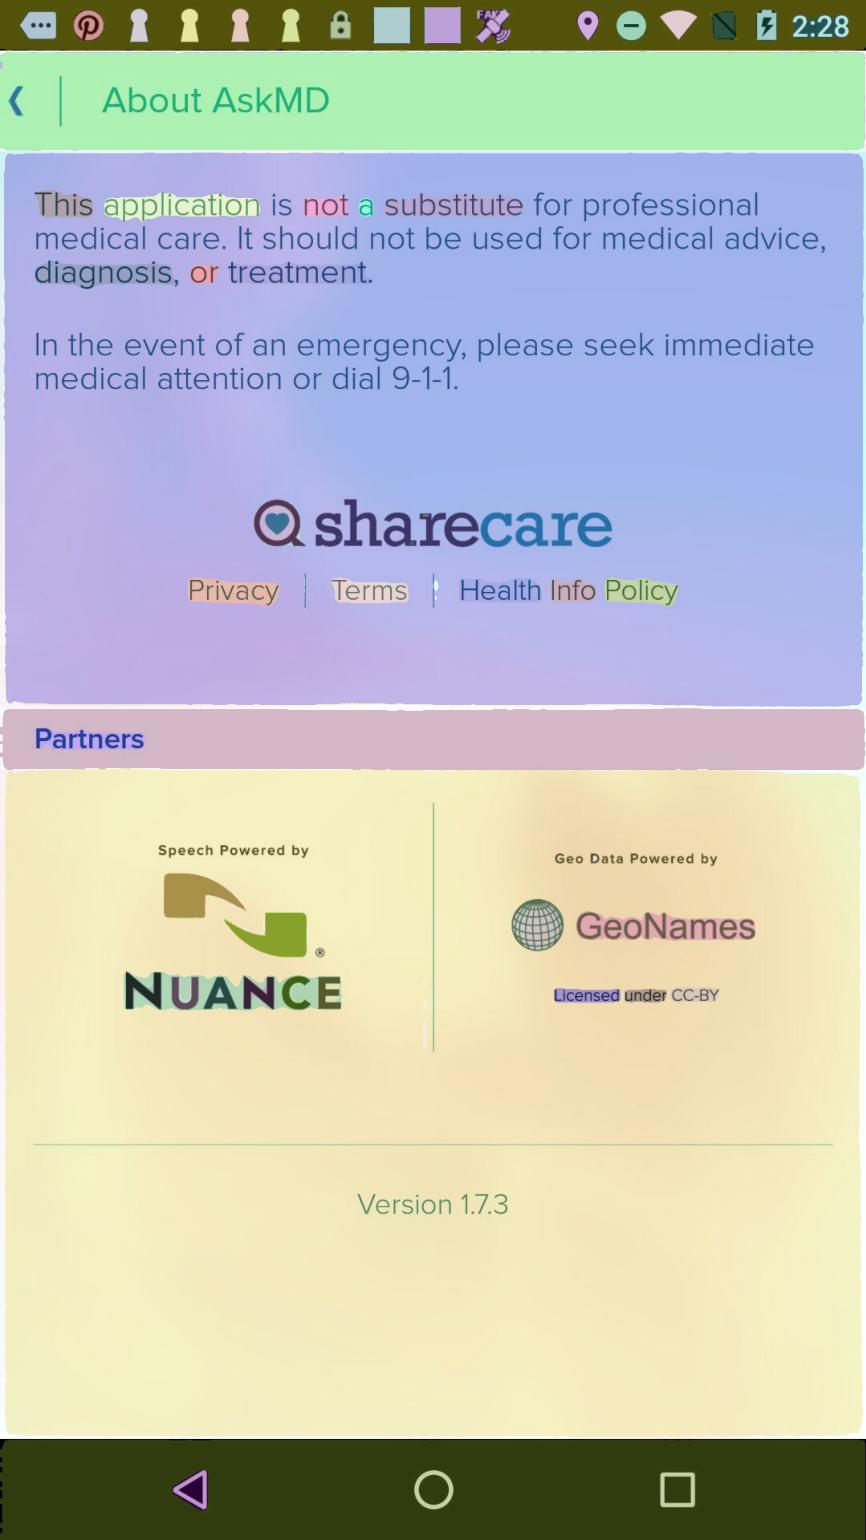 FAKE
2:28
About AskMD
This application is not a substitute for professional
medical care. It should not be used for medical advice,
diagnosis, or treatment.
In the event of an emergency, please seek immediate
medical attention or dial 9-1-1.
sharecare
Privacy | Terms | Health Info Policy
Partners
Speech Powered by
NUANCE®
Geo Data Powered by
GeoNames
Licensed under CC-BY
Version 1.7.3